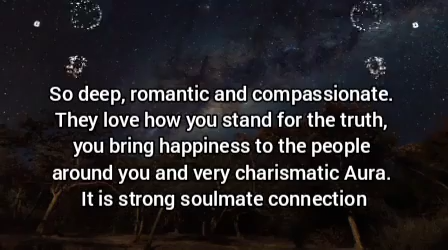 So deep, romantic and compassionate.
They love how you stand for the truth,
you bring happiness to the people
around you and very charismatic Aura.
It is strong soulmate connection